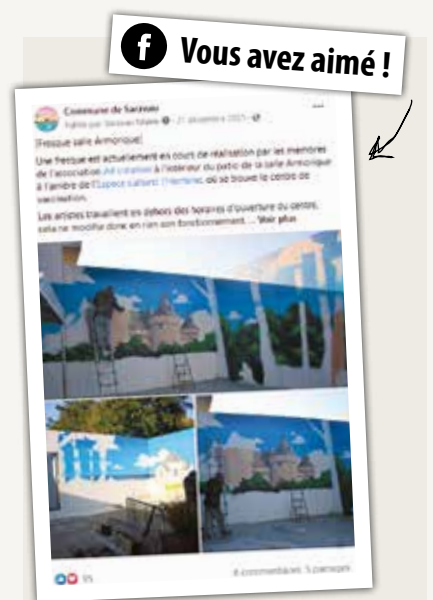 f Vous avez aimé !
Commune de Sarzeau
[Fresque salle Armorique]
Une fresque est actuellement en cours de réalisation par les membres
de l'association à l'intérieur du patio de la salle Armorique
à l'arrière de l'Espace culturel l'Hermine, où se trouve le centre de
vaccination.
Les artistes travaillent en dehors des horaires d'ouverture du centre,
cela ne modifie donc en rien son fonctionnement. ... Voir plus
95
5 partages